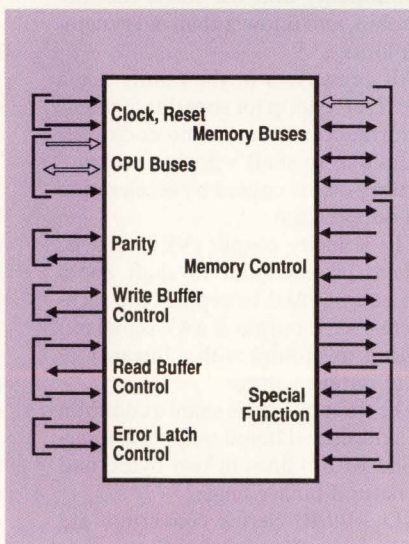 Clock, Reset
Memory Buses
CPU Buses
Parity
Memory Control
Write Buffer
Control
Read Buffer
Control
Special
Function
Error Latch
Control